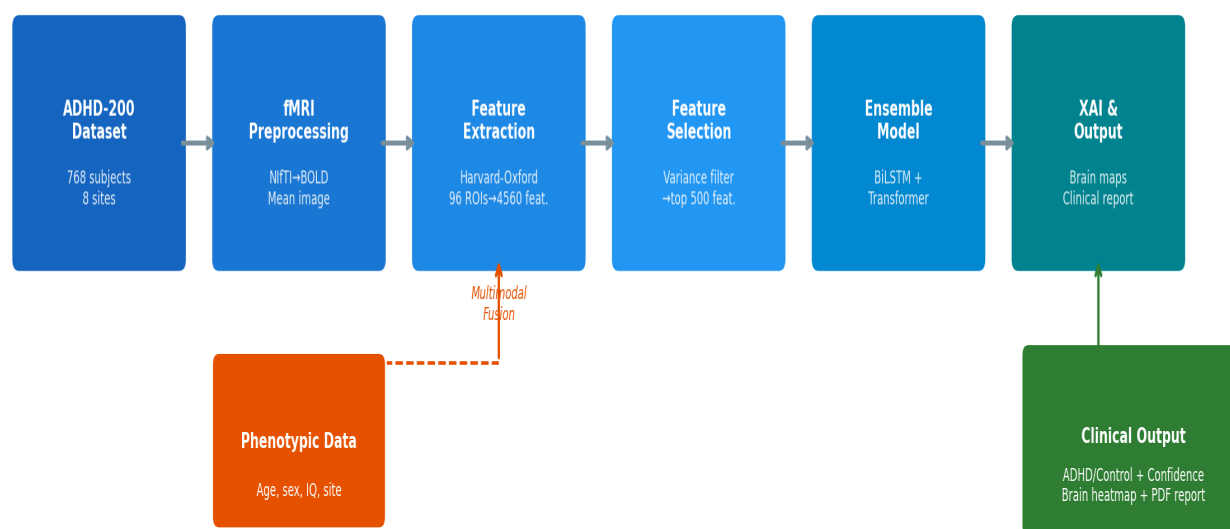 ADHD-200
Dataset
768 subjects
8 sites
fMRI
Preprocessing
NIfTI→BOLD
Mean image
Feature
Extraction
Harvard-Oxford
96 ROIs→4560 feat.
Feature
Selection
Variance filter
→top 500 feat.
Ensemble
Model
BiLSTM +
Transformer
XAI &
Output
Brain maps
Clinical report
Multimodal
Fusion
Phenotypic Data
Age, sex, IQ, site
Clinical Output
ADHD/Control + Confidence
Brain heatmap + PDF report